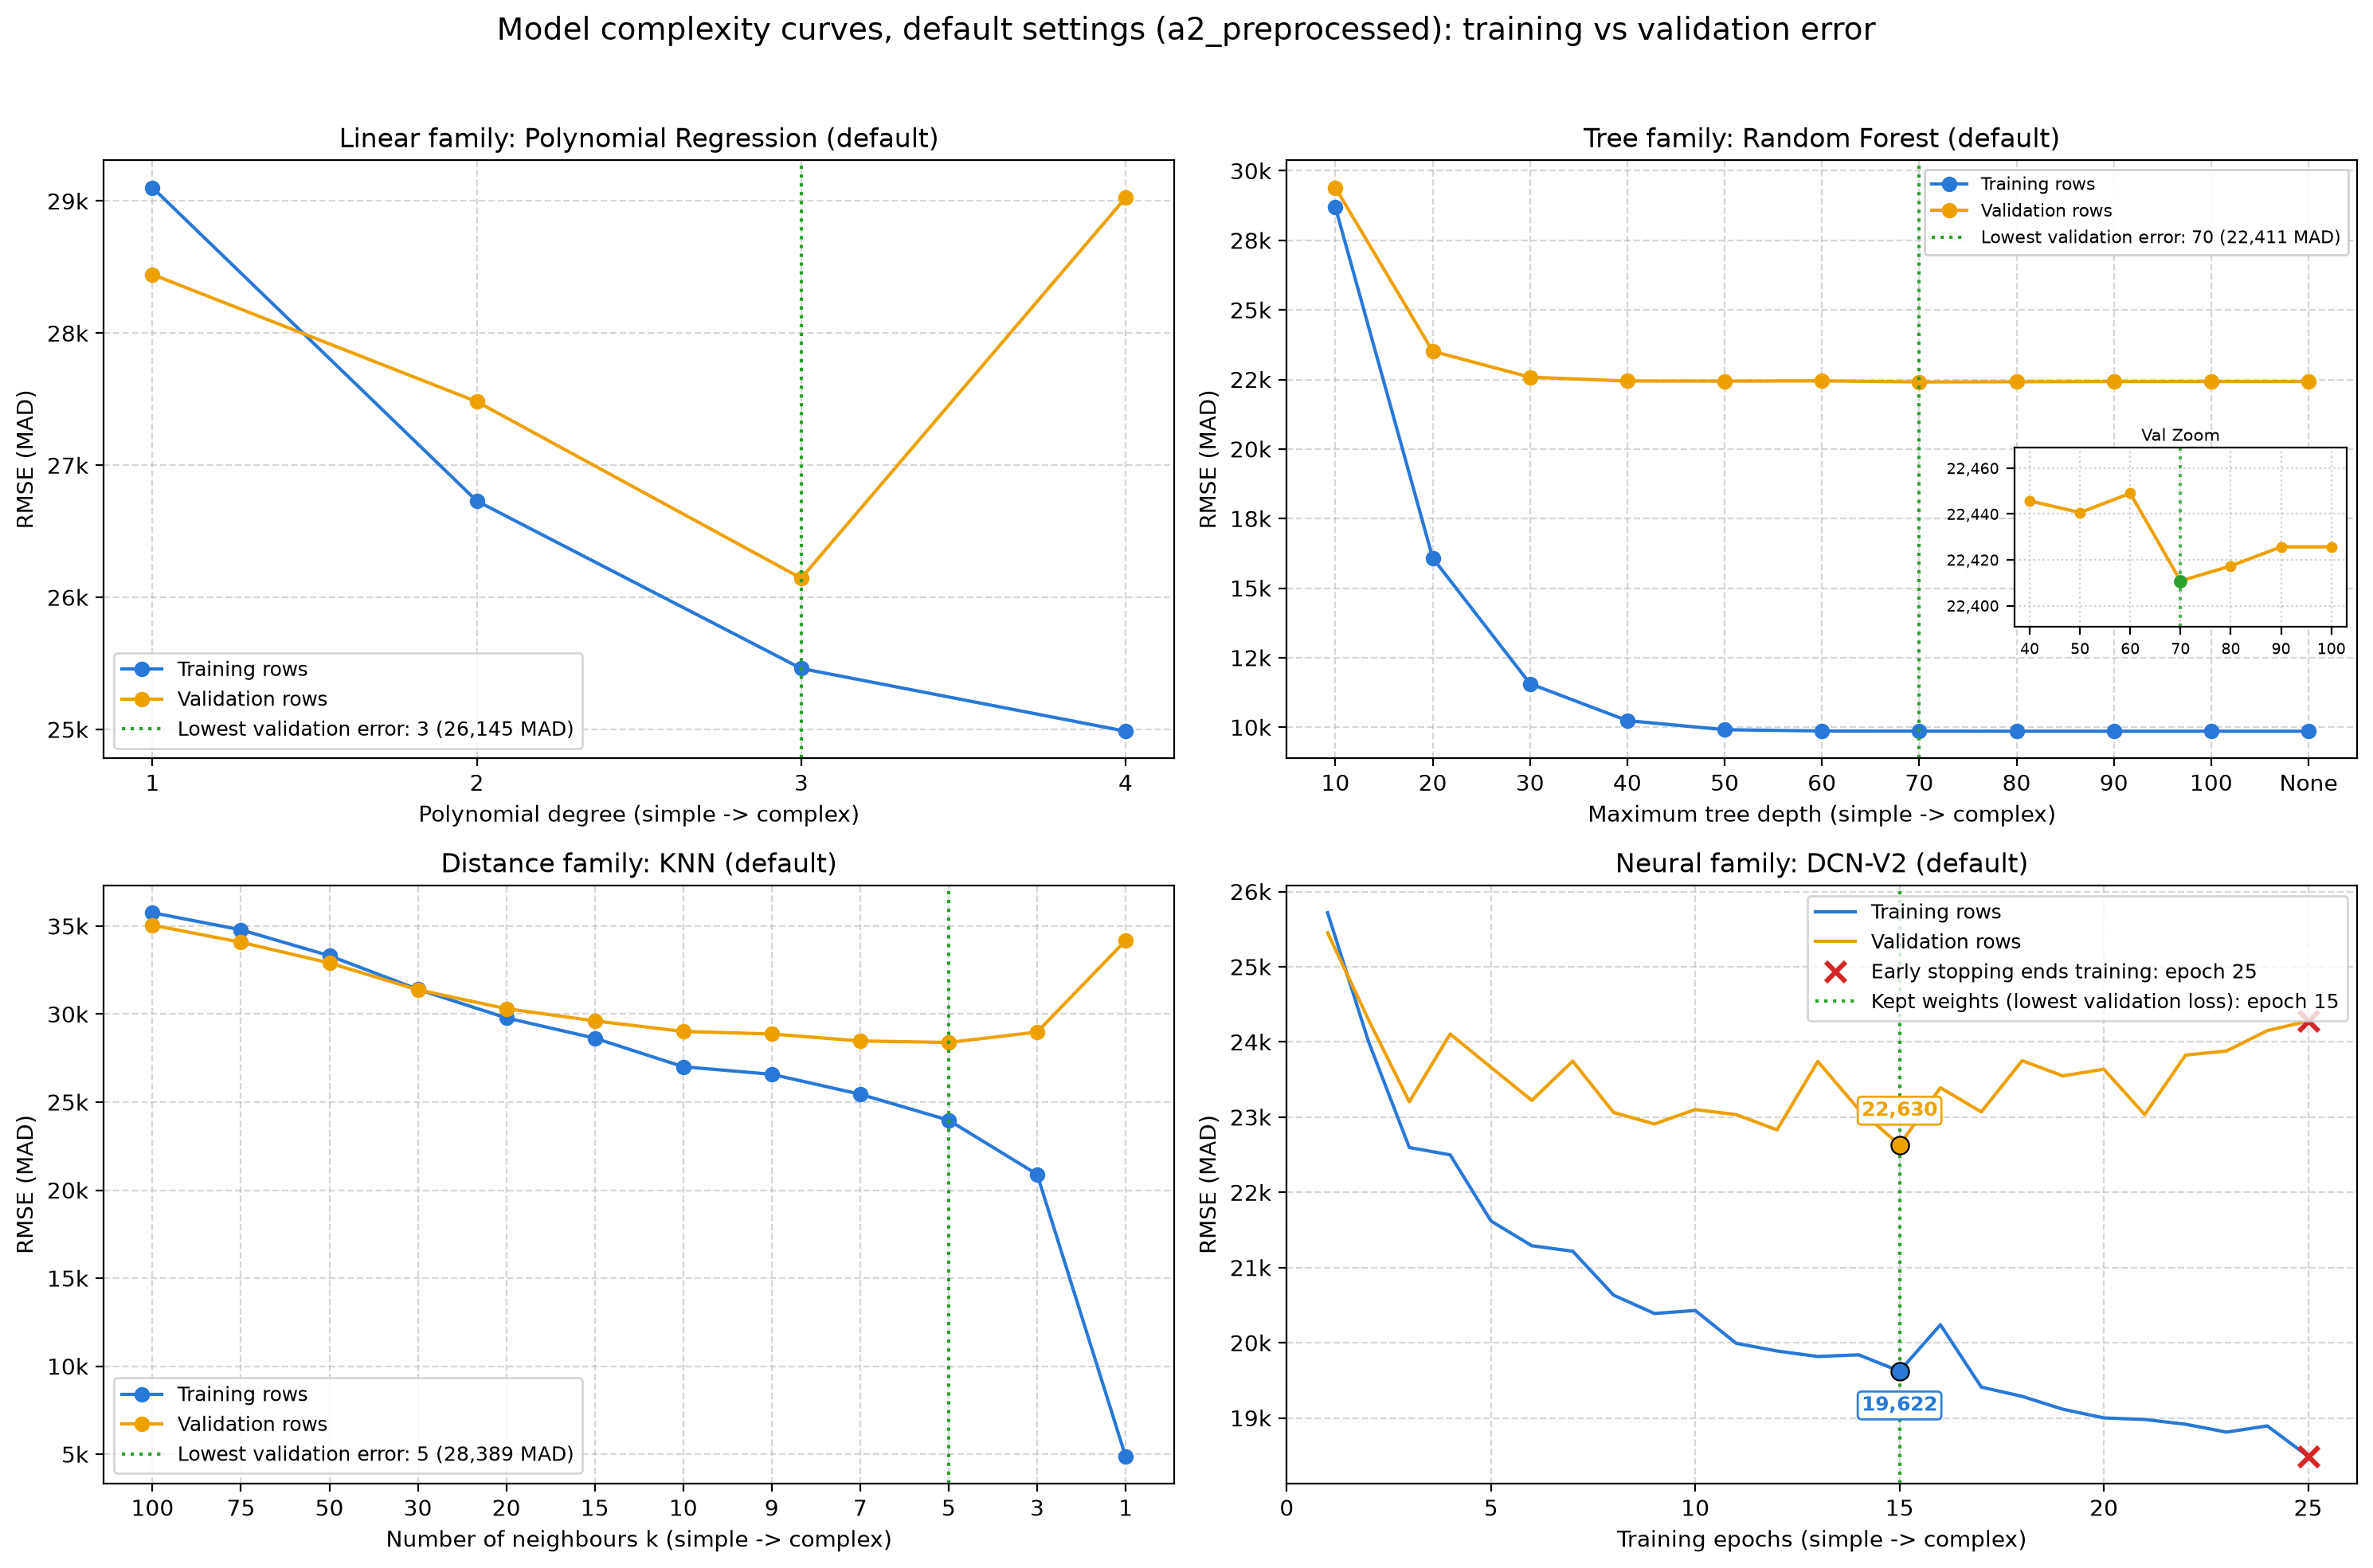 Model complexity curves, default settings (a2_preprocessed): training vs validation error
Linear family: Polynomial Regression (default)
RMSE (MAD)
29k
28k
27k
26k
25k
Training rows
Validation rows
Lowest validation error: 3 (26,145 MAD)
1 2 3 4
Polynomial degree (simple -> complex)
Tree family: Random Forest (default)
RMSE (MAD)
30k
28k
25k
22k
20k
18k
15k
12k
10k
Training rows
Validation rows
Lowest validation error: 70 (22,411 MAD)
Val Zoom
22,460
22,440
22,420
22,400
40 50 60 70 80 90 100
10 20 30 40 50 60 70 80 90 100 None
Maximum tree depth (simple -> complex)
Distance family: KNN (default)
RMSE (MAD)
35k
30k
25k
20k
15k
10k
5k
Training rows
Validation rows
Lowest validation error: 5 (28,389 MAD)
100 75 50 30 20 15 10 9 7 5 3 1
Number of neighbours k (simple -> complex)
Neural family: DCN-V2 (default)
RMSE (MAD)
26k
25k
24k
23k
22k
21k
20k
19k
Training rows
Validation rows
Early stopping ends training: epoch 25
Kept weights (lowest validation loss): epoch 15
22,630
19,622
0 5 10 15 20 25
Training epochs (simple -> complex)